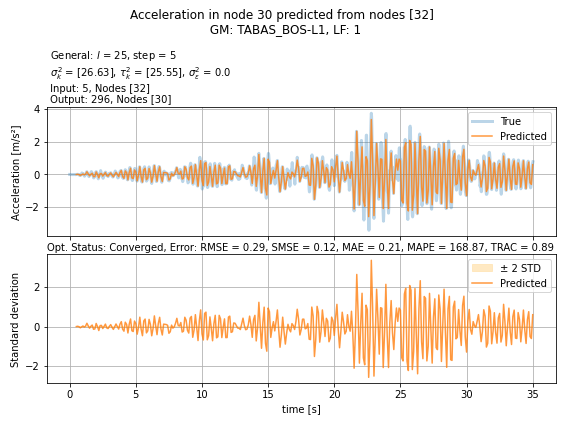 Acceleration in node 30 predicted from nodes [32]
GM: TABAS_BOS-L1, LF: 1
General: l = 25, step = 5
σ²ₖ = [26.63], τ²ₖ = [25.55], σ²ε = 0.0
Input: 5, Nodes [32]
Output: 296, Nodes [30]
Acceleration [m/s²]
4
2
0
−2
True
Predicted
Opt. Status: Converged, Error: RMSE = 0.29, SMSE = 0.12, MAE = 0.21, MAPE = 168.87, TRAC = 0.89
Standard deviation
2
0
−2
± 2 STD
Predicted
0 5 10 15 20 25 30 35
time [s]